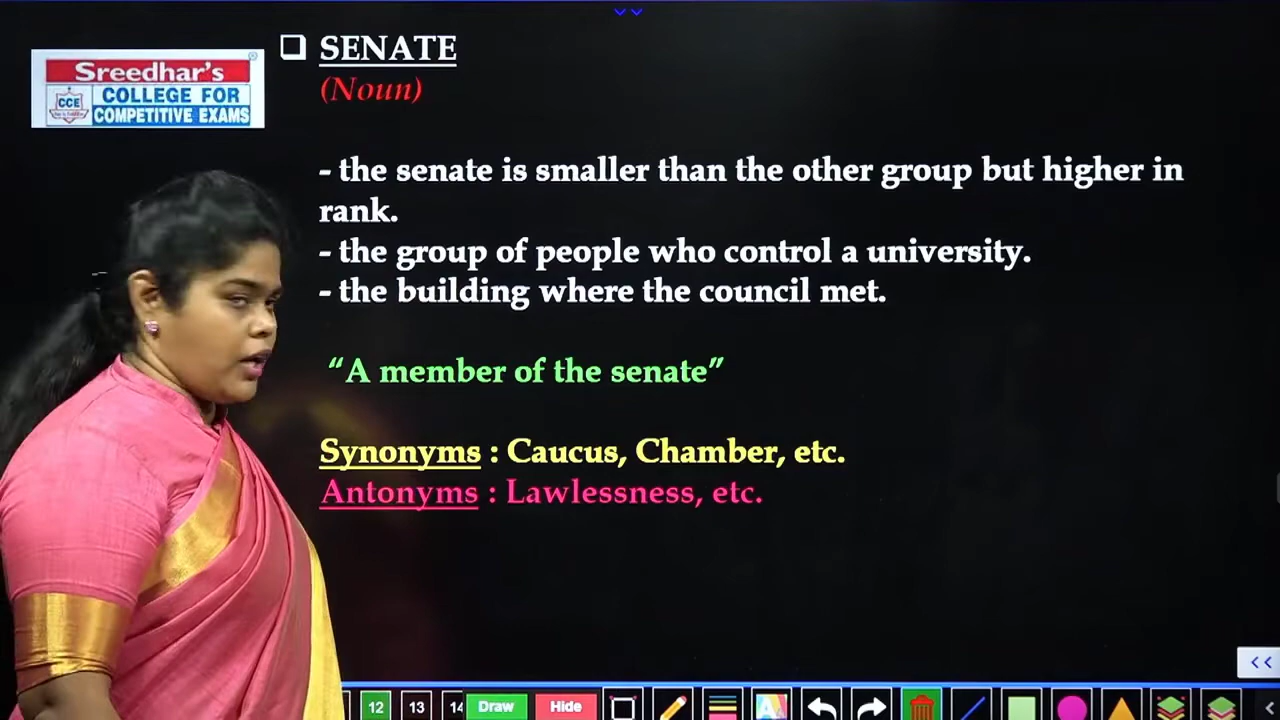 Sreedhar's
COLLEGE FOR
CCE
COMPETITIVE EXAMS
❑ SENATE
(Noun)
- the senate is smaller than the other group but higher in
rank.
- the group of people who control a university.
- the building where the council met.
“A member of the senate”
Synonyms : Caucus, Chamber, etc.
Antonyms : Lawlessness, etc.
12 13 14 Draw Hide